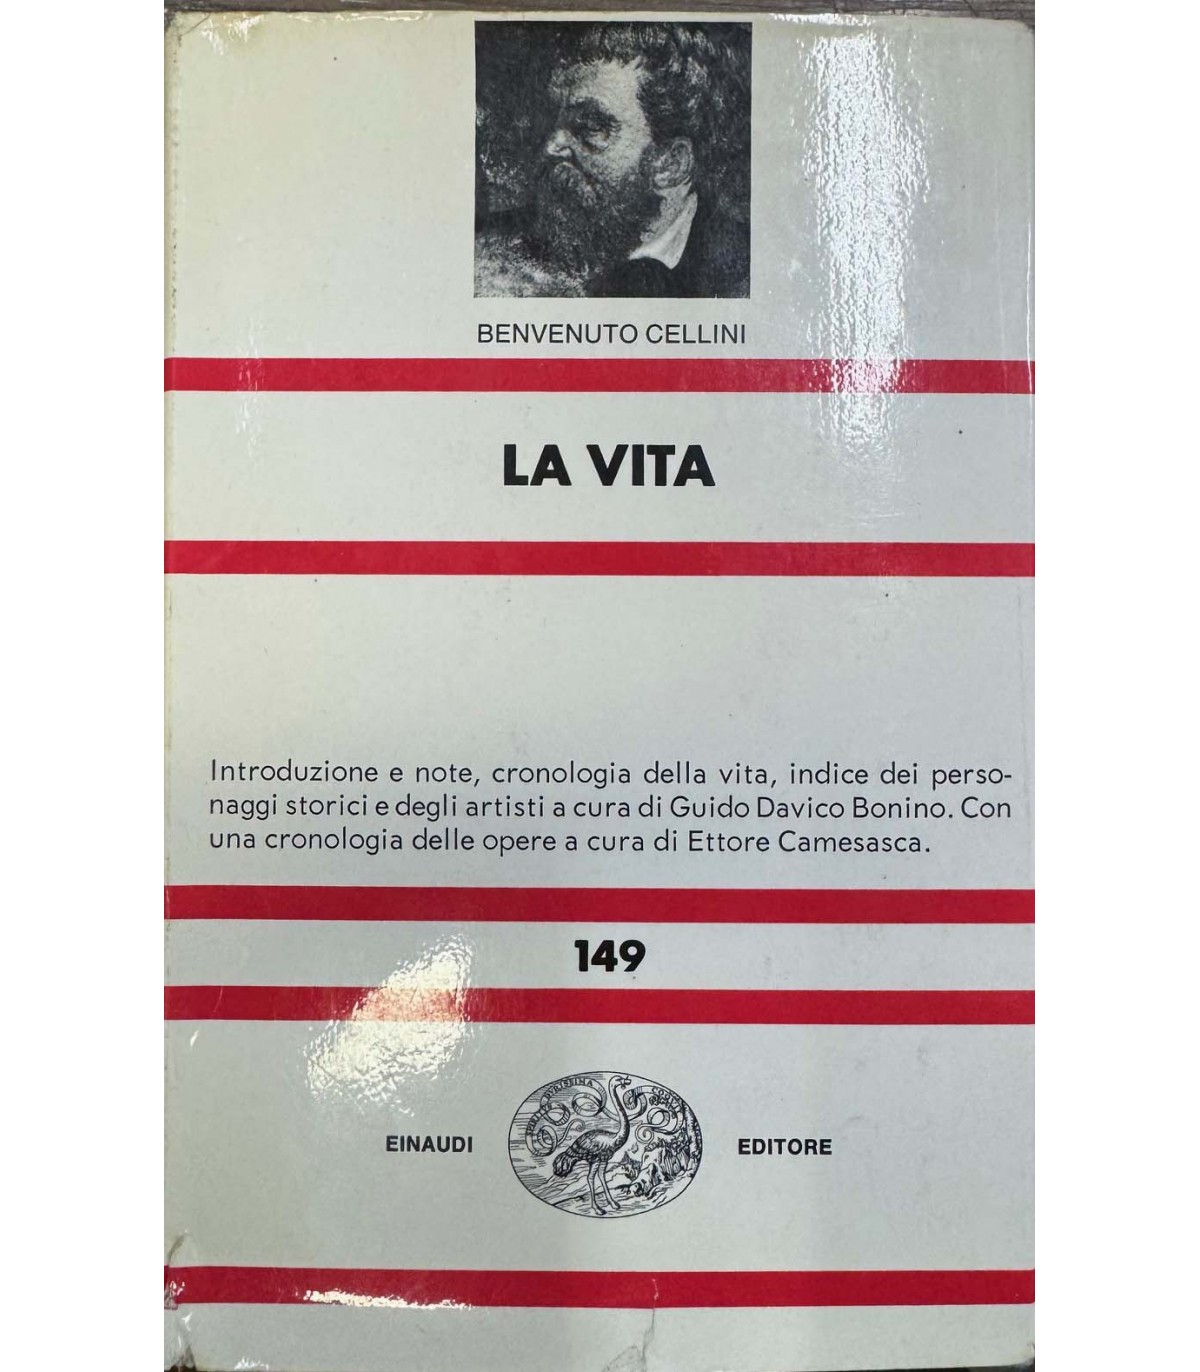 BENVENUTO CELLINI
LA VITA
Introduzione e note, cronologia della vita, indice dei perso-
naggi storici e degli artisti a cura di Guido Davico Bonino. Con
una cronologia delle opere a cura di Ettore Camesasca.
149
EINAUDI
EDITORE